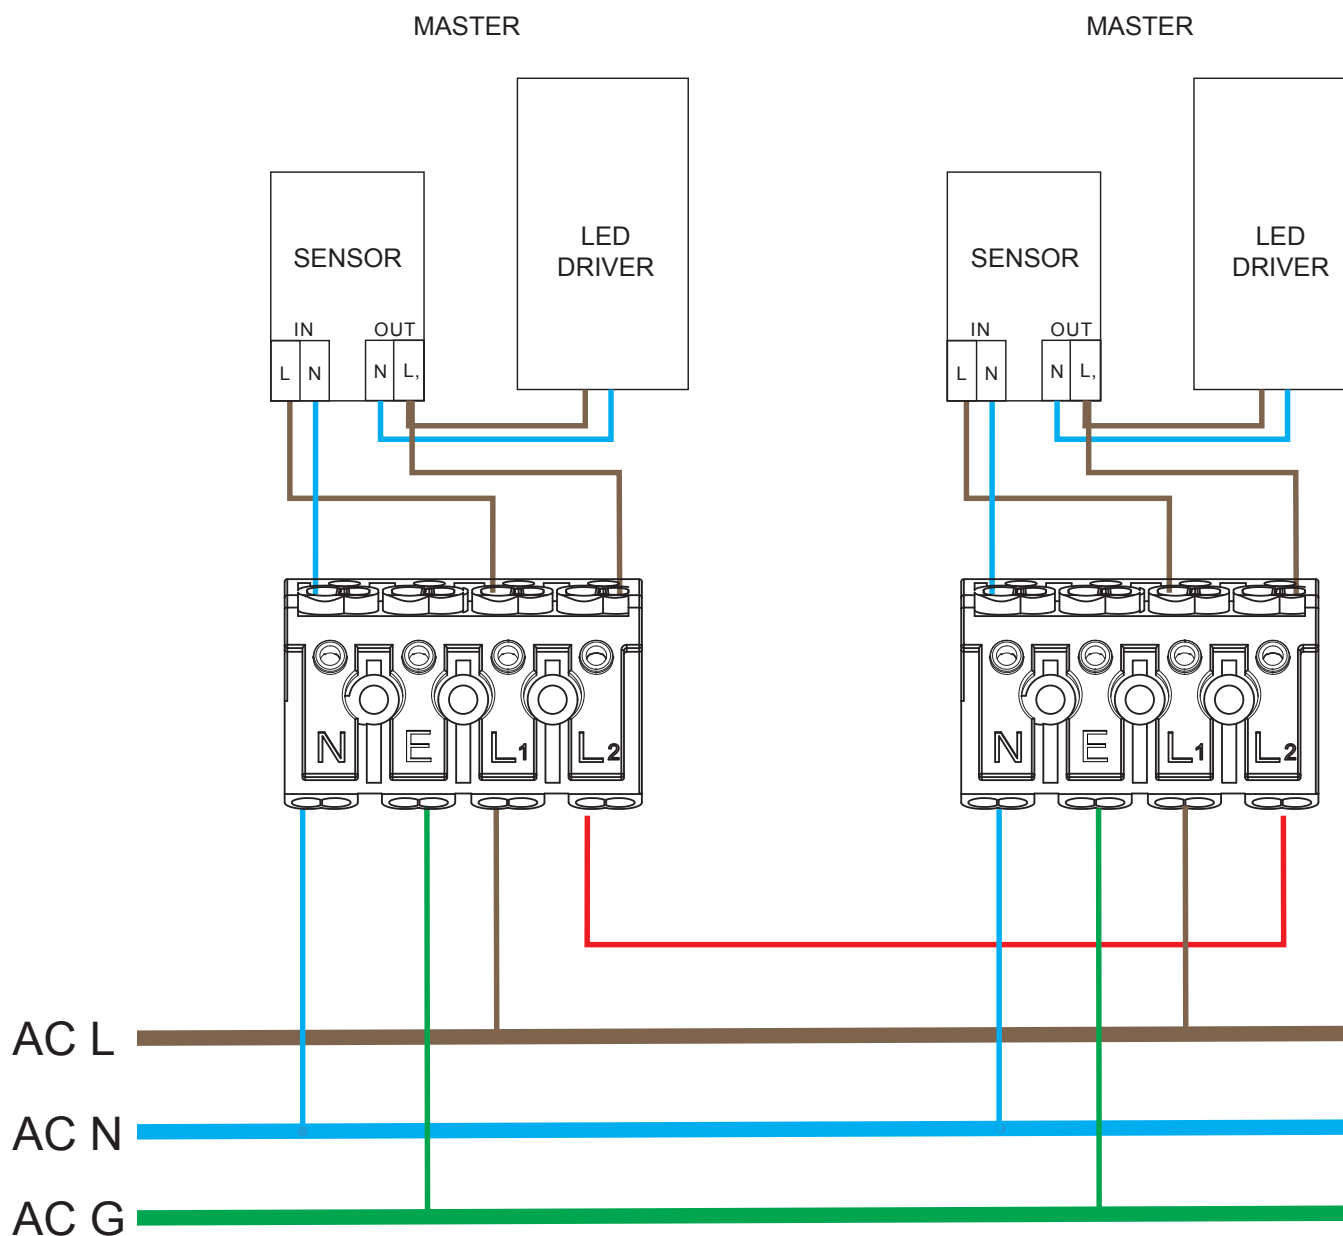 MASTER
MASTER
SENSOR
LED
DRIVER
SENSOR
LED
DRIVER
IN OUT
IN OUT
L N N L,
L N N L,
N E L1 L2
N E L1 L2
AC L
AC N
AC G